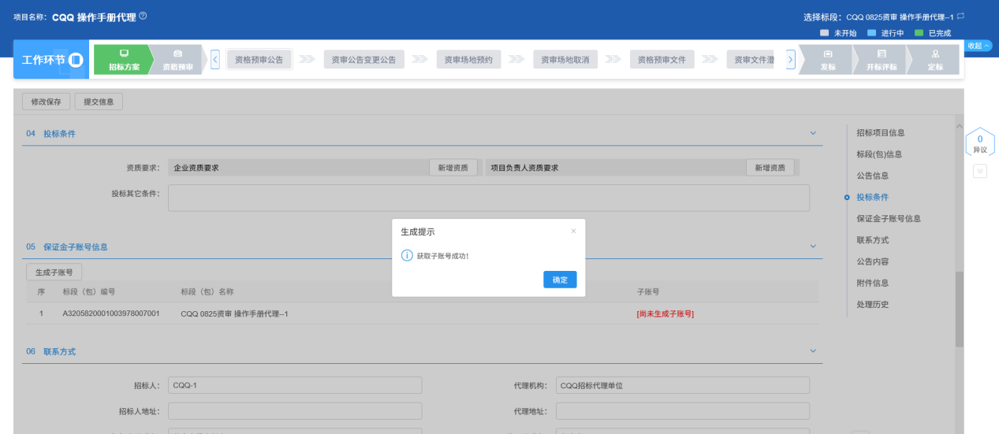 项目名称： CQQ 操作手册代理
选择标段： CQQ 0825资审 操作手册代理--1
未开始 进行中 已完成
收起
工作环节
招标方案 资格预审 资格预审公告 资审公告变更公告 资审场地预约 资审场地取消 资格预审文件 资审文件澄 发标 开标评标 定标
修改保存 提交信息
04 投标条件
资质要求： 企业资质要求 新增资质 项目负责人资质要求 新增资质
投标其它条件：
05 保证金子账号信息
生成子账号
序 标段（包）编号 标段（包）名称 子账号
1 A3205820001003978007001 CQQ 0825资审 操作手册代理--1 [尚未生成子账号]
06 联系方式
招标人： CQQ-1 代理机构： CQQ招标代理单位
招标人地址： 代理地址：
生成提示 ×
获取子账号成功!
确定
招标项目信息
标段(包)信息
公告信息
投标条件
保证金子账号信息
联系方式
公告内容
附件信息
处理历史
0
异议